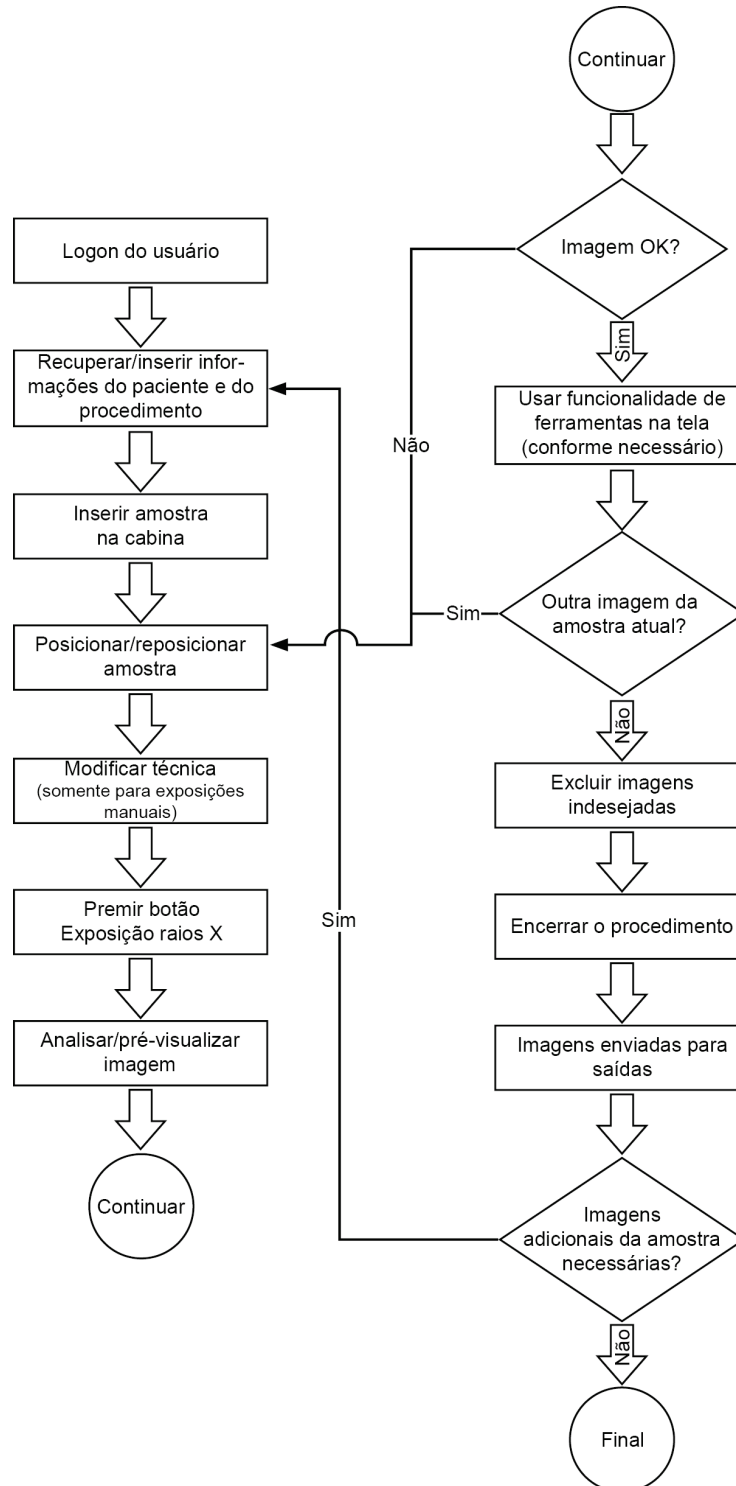 Logon do usuário
Recuperar/inserir infor-
mações do paciente e do
procedimento
Inserir amostra
na cabina
Posicionar/reposicionar
amostra
Modificar técnica
(somente para exposições
manuais)
Premir botão
Exposição raios X
Analisar/pré-visualizar
imagem
Continuar
Continuar
Imagem OK?
Não
Sim
Usar funcionalidade de
ferramentas na tela
(conforme necessário)
Outra imagem da
amostra atual?
Sim
Não
Excluir imagens
indesejadas
Encerrar o procedimento
Imagens enviadas para
saídas
Imagens
adicionais da amostra
necessárias?
Sim
Não
Final